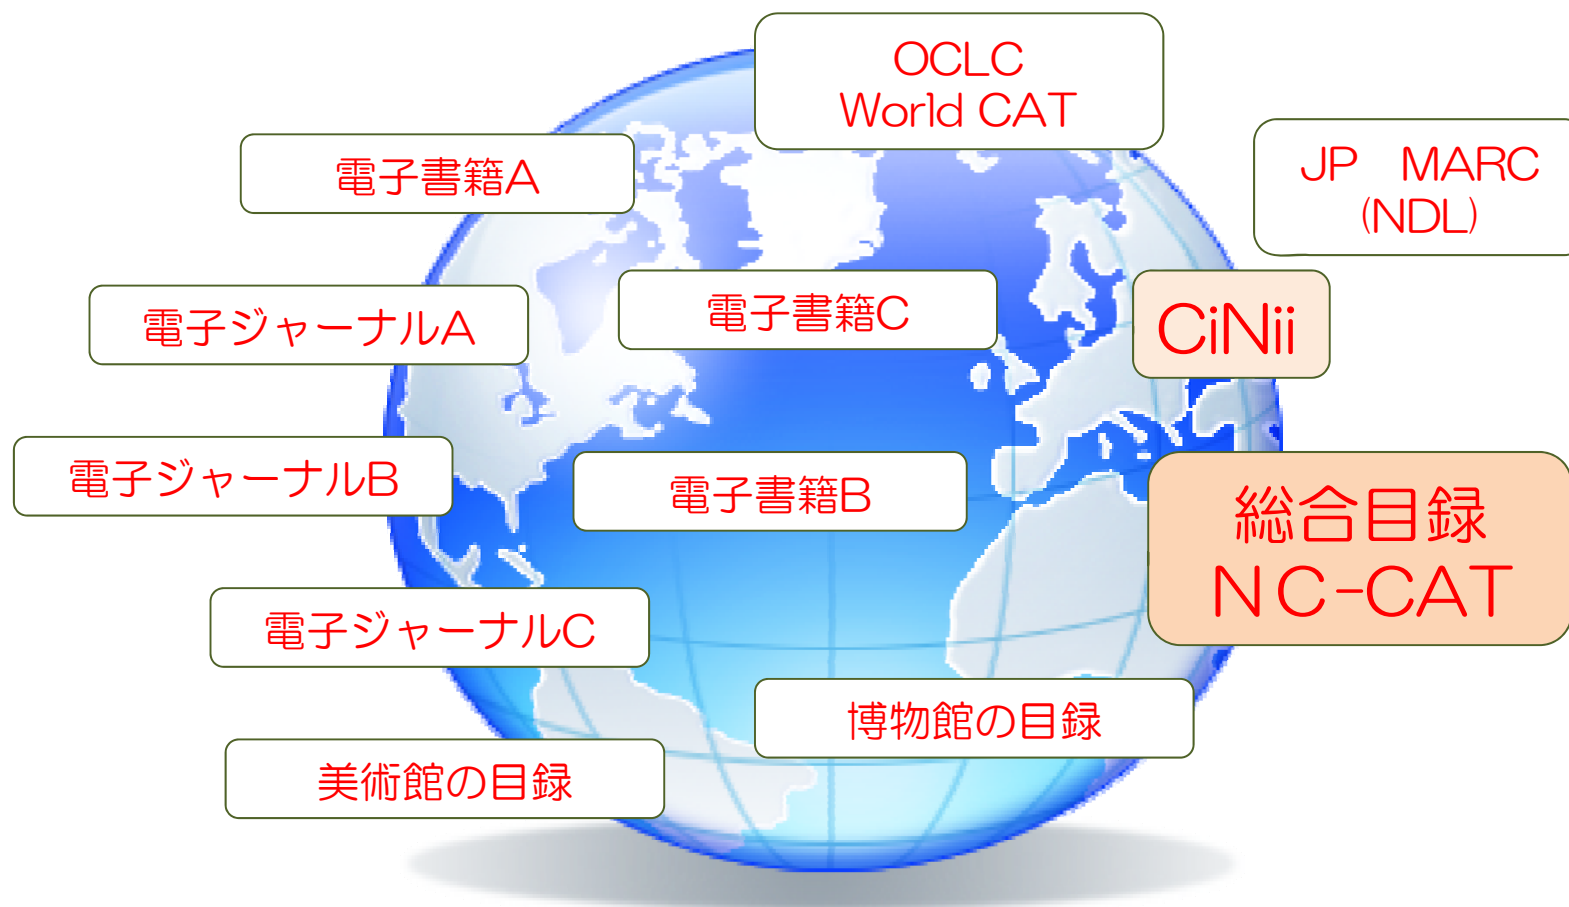 OCLC
World CAT
電子書籍A
JP　MARC
(NDL)
電子ジャーナルA
電子書籍C
CiNii
電子ジャーナルB
電子書籍B
総合目録
NC-CAT
電子ジャーナルC
博物館の目録
美術館の目録